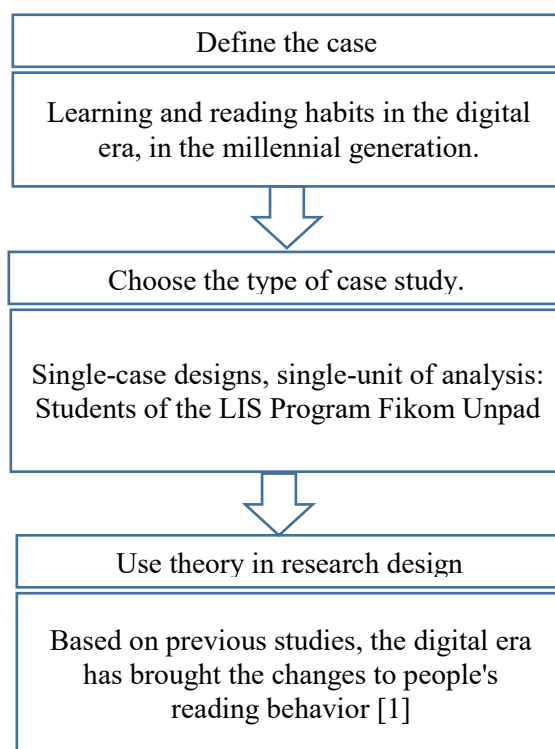 Define the case
Learning and reading habits in the digital
era, in the millennial generation.
Choose the type of case study.
Single-case designs, single-unit of analysis:
Students of the LIS Program Fikom Unpad
Use theory in research design
Based on previous studies, the digital era
has brought the changes to people's
reading behavior [1]